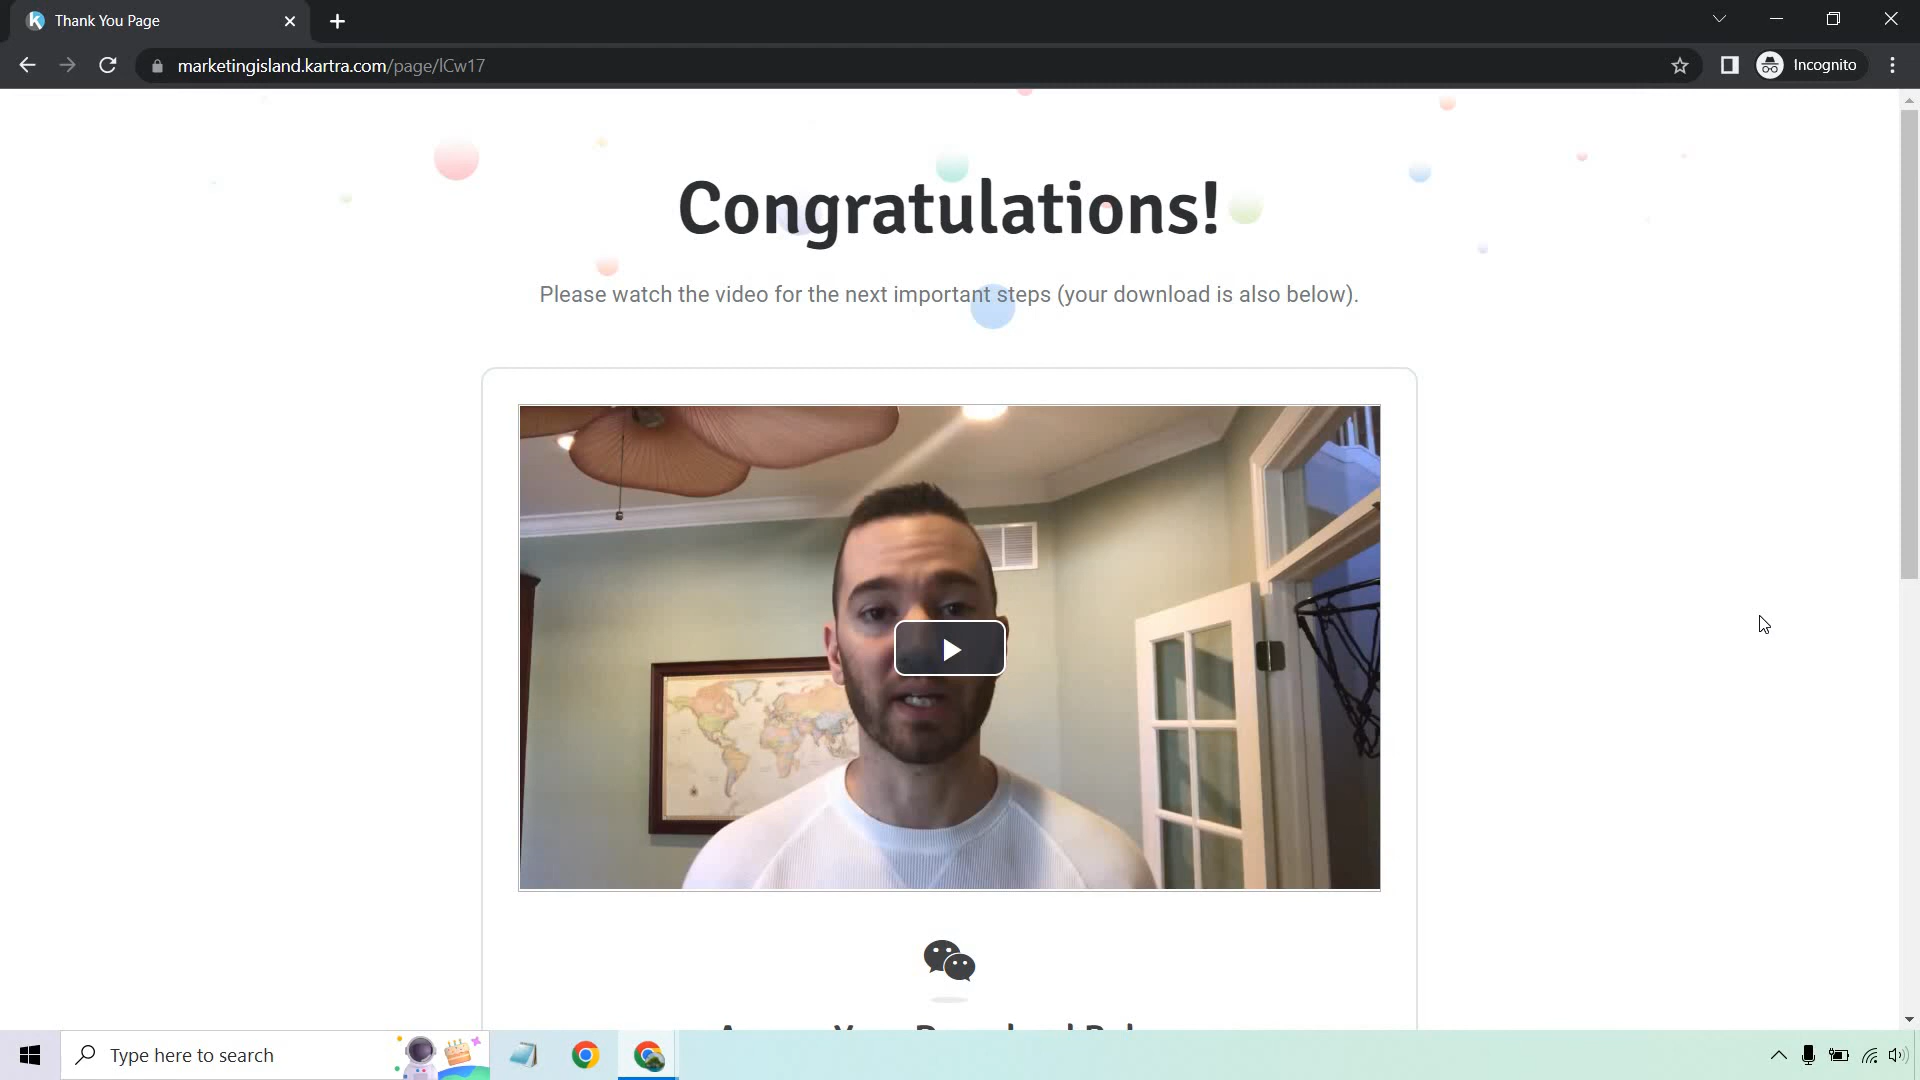 Thank You Page
marketingisland.kartra.com/page/lCw17
Incognito
Congratulations!
Please watch the video for the next important steps (your download is also below).
Type here to search